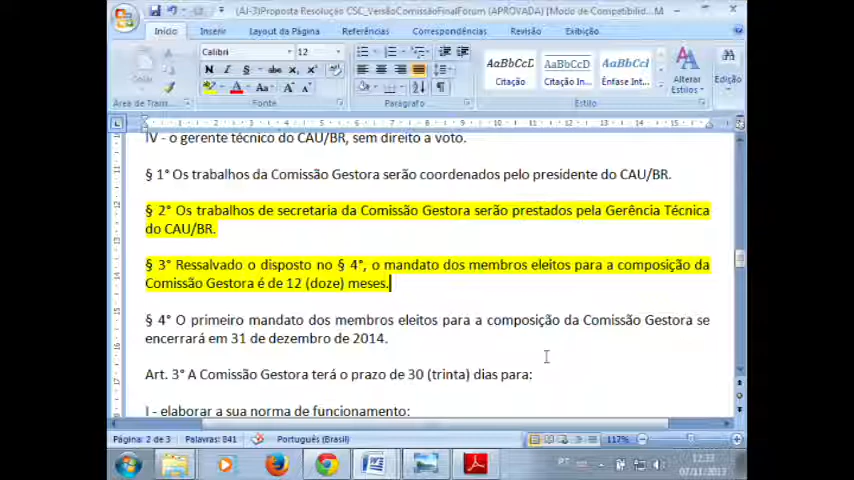 (AI-3)Proposta Resolução CSC_VersãoComissãoFinalForum (APROVADA) [Modo de Compatibilid... M
Início Inserir Layout da Página Referências Correspondências Revisão Exibição
Calibri 12
AaBbCcD AaBbCcD AaBbCcI
Citação Citação In... Ênfase Int... Alterar Estilos Edição
Colar
Área de Trans... Fonte Parágrafo Estilo
IV - o gerente técnico do CAU/BR, sem direito a voto.
§ 1° Os trabalhos da Comissão Gestora serão coordenados pelo presidente do CAU/BR.
§ 2° Os trabalhos de secretaria da Comissão Gestora serão prestados pela Gerência Técnica
do CAU/BR.
§ 3° Ressalvado o disposto no § 4°, o mandato dos membros eleitos para a composição da
Comissão Gestora é de 12 (doze) meses.
§ 4° O primeiro mandato dos membros eleitos para a composição da Comissão Gestora se
encerrará em 31 de dezembro de 2014.
Art. 3° A Comissão Gestora terá o prazo de 30 (trinta) dias para:
I - elaborar a sua norma de funcionamento;
Página: 2 de 3 Palavras: 841 Português (Brasil) 117%
PT 12:33
07/11/2013